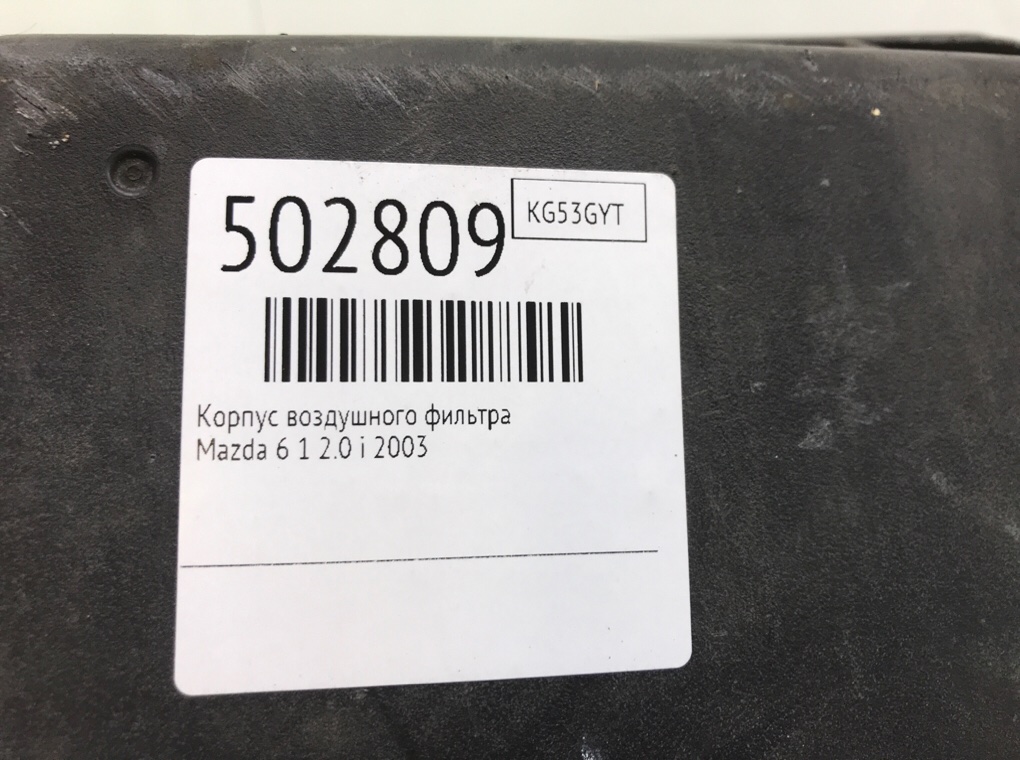 502809
KG53GYT
Корпус воздушного фильтра
Mazda 6 1 2.0 i 2003